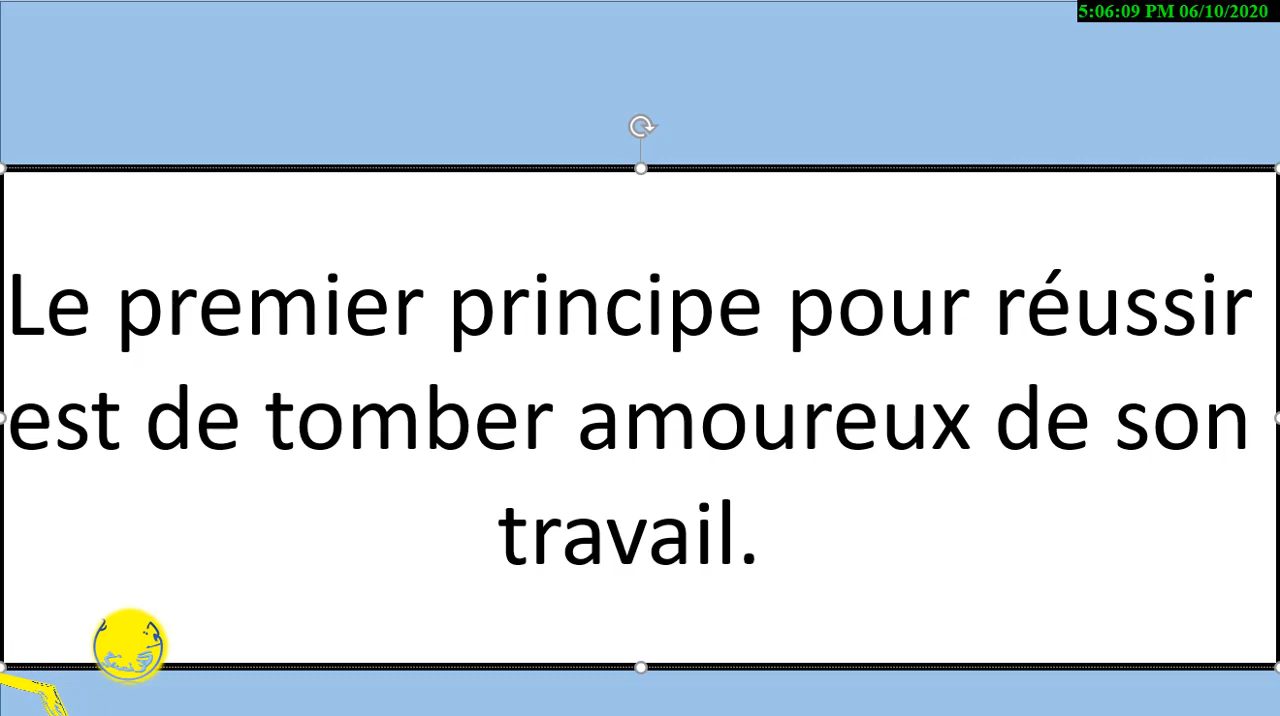 5:06:09 PM 06/10/2020
Le premier principe pour réussir
est de tomber amoureux de son
travail.